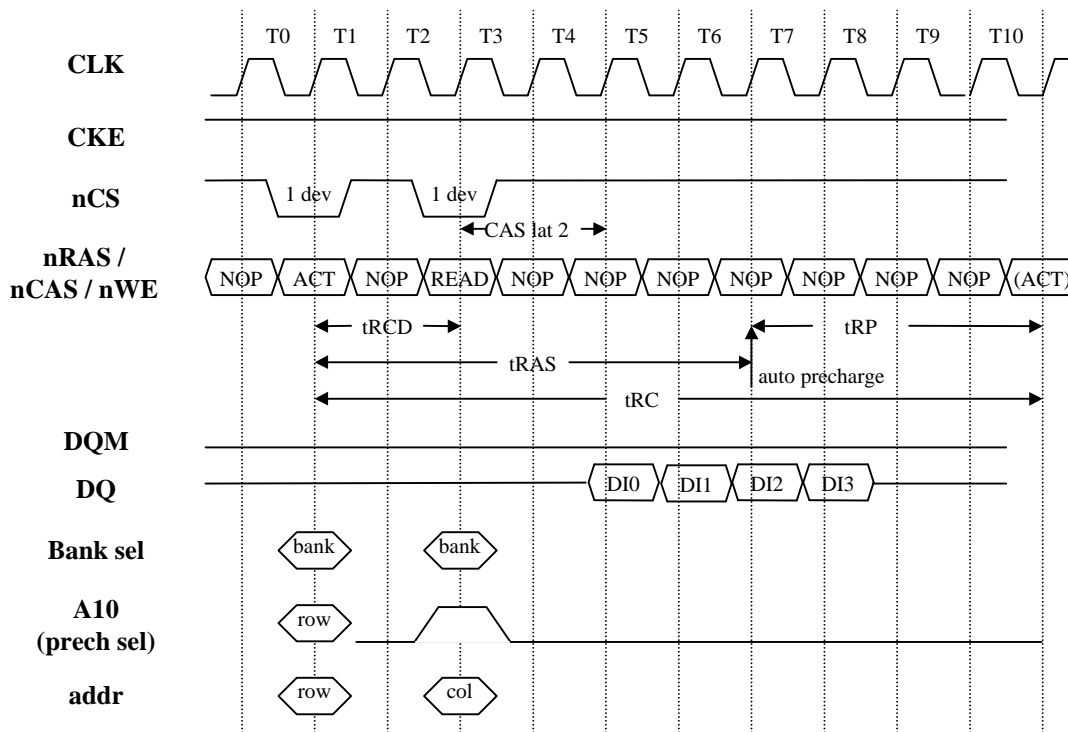 T0 T1 T2 T3 T4 T5 T6 T7 T8 T9 T10
CLK
CKE
nCS 1 dev 1 dev
CAS lat 2
nRAS /
nCAS / nWE
NOP ACT NOP READ NOP NOP NOP NOP NOP NOP NOP (ACT)
tRCD tRP
tRAS
auto precharge
tRC
DQM
DQ DI0 DI1 DI2 DI3
Bank sel bank bank
A10
(prech sel)
row
addr row col